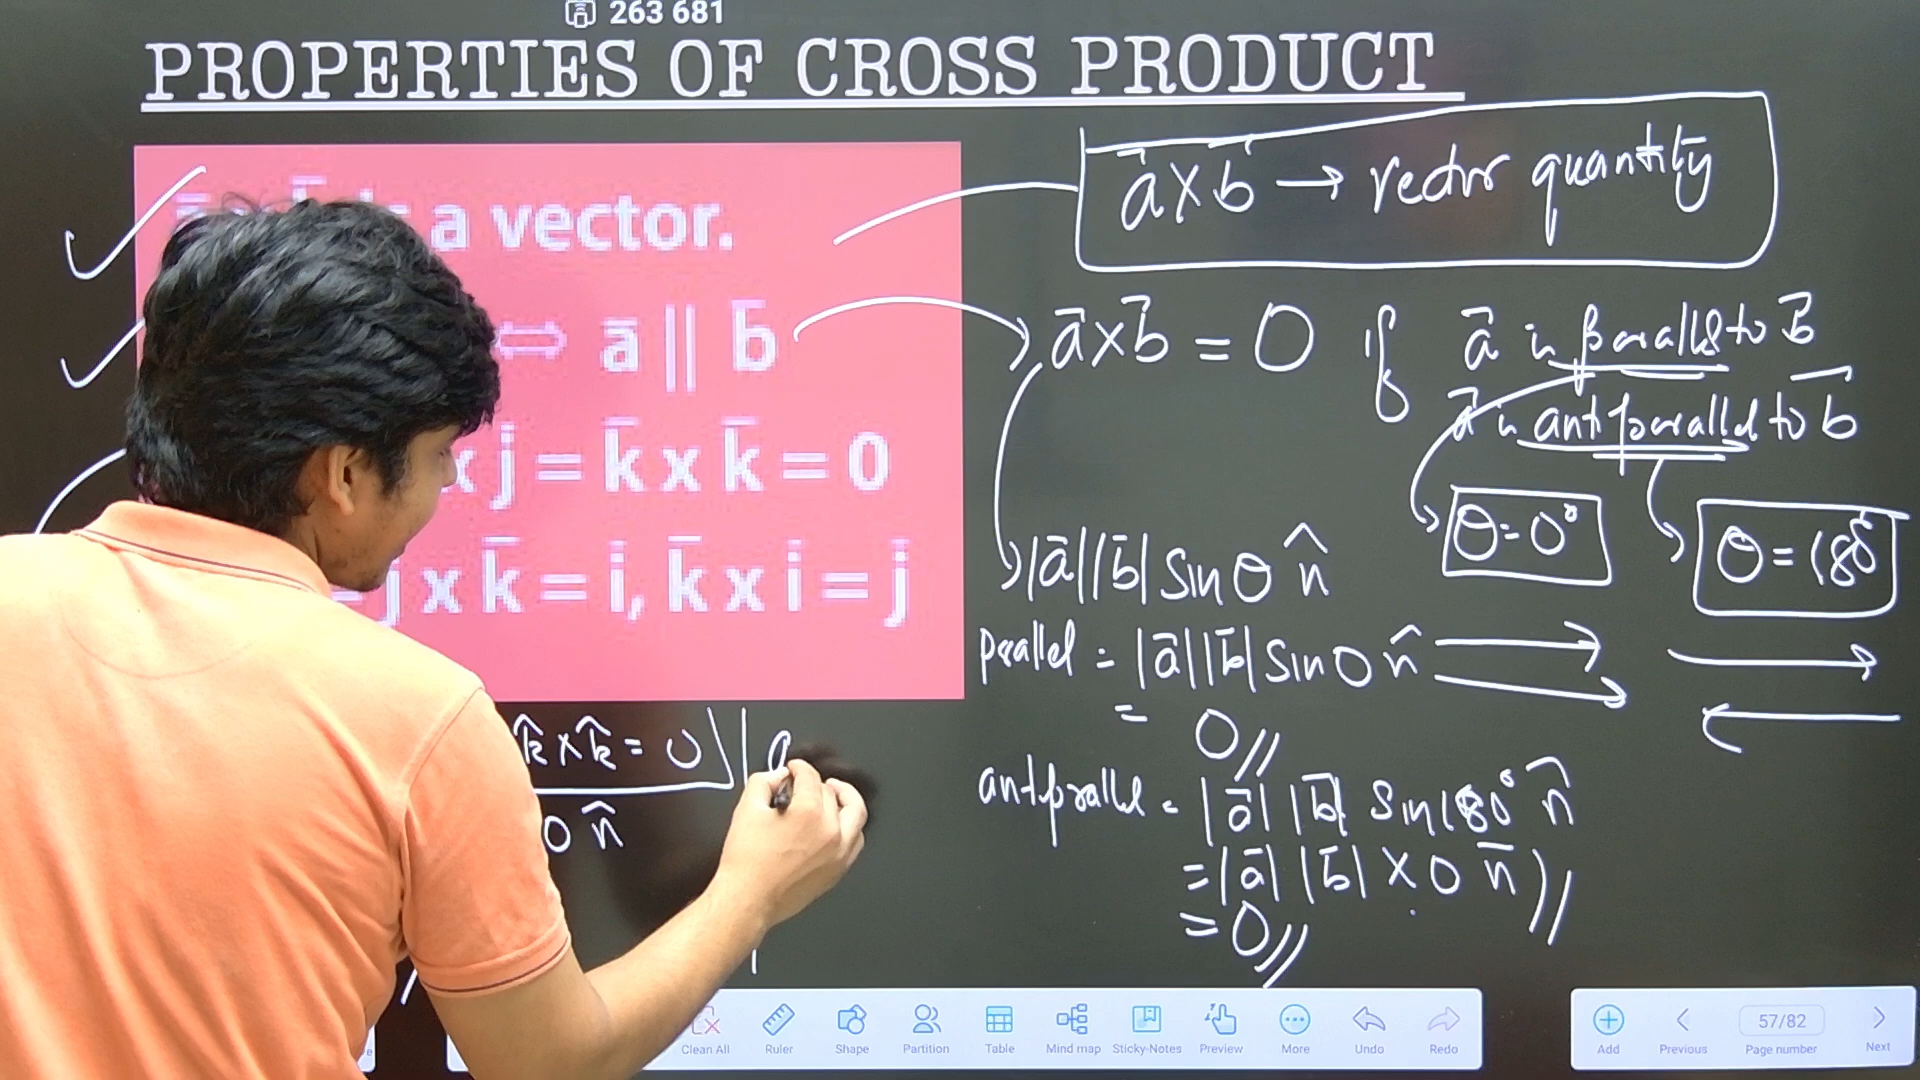 263 681
PROPERTIES OF CROSS PRODUCT
a vector.
⇔ a̅ || b̅
x j̅ = k̅ x k̅ = 0
= j x k̅ = i, k̅ x i = j̅
a⃗ X b⃗ → vector quantity
a⃗ x b⃗ = 0 if a⃗ is parallel to b⃗
a⃗ is antiparallel to b⃗
θ = 0°
θ = 180°
|a⃗| |b⃗| sin θ n̂
parallel = |a⃗| |b⃗| sin 0 n̂
= 0//
antiparallel = |a⃗| |b⃗| sin 180° n̂
= |a⃗| |b⃗| X 0 n̅ //
= 0//
k̂ x k̂ = 0
0 n̂
Clean All Ruler Shape Partition Table Mind map Sticky-Notes Preview More Undo Redo
Add Previous 57/82 Page number Next